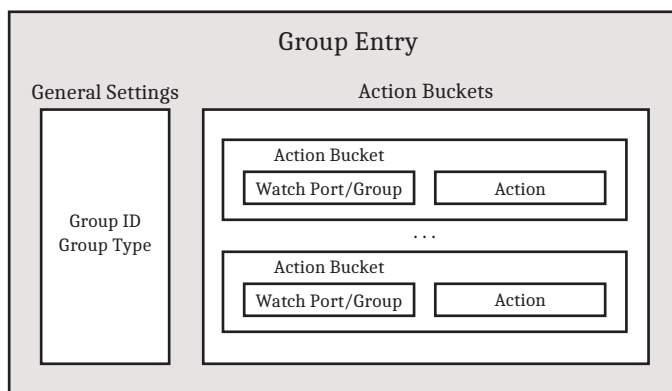 Group Entry
General Settings
Action Buckets
Group ID
Group Type
Action Bucket
Watch Port/Group
Action
...
Action Bucket
Watch Port/Group
Action